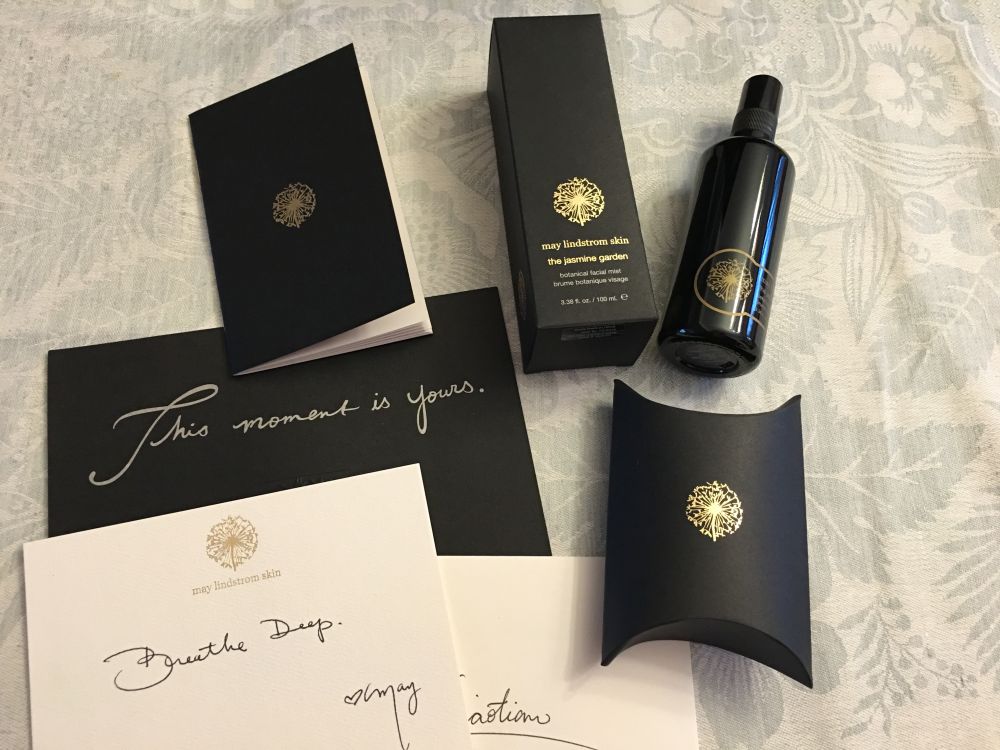 may lindstrom skin
the jasmine garden
botanical facial mist
brume botanique visage
3.38 fl. oz. / 100 ml. ℮
This moment is yours.
may lindstrom skin
Breathe Deep.
♡may